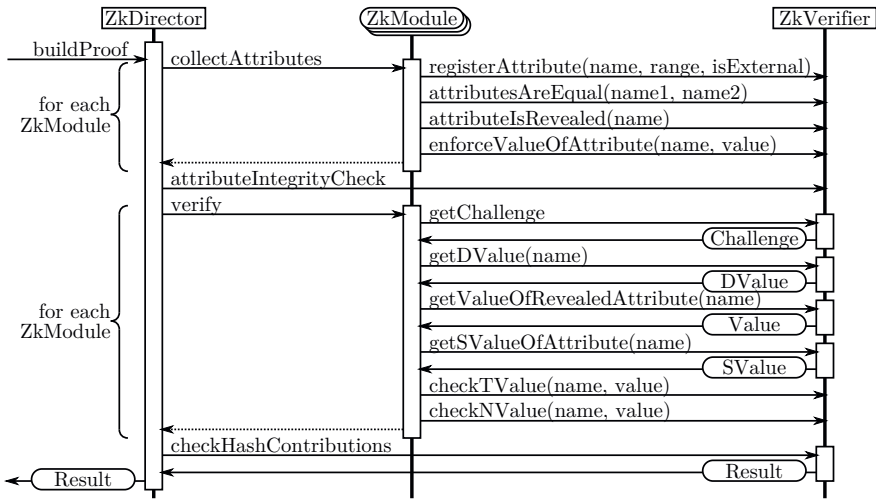 ZkDirector
ZkModule
ZkVerifier
buildProof
collectAttributes
registerAttribute(name, range, isExternal)
attributesAreEqual(name1, name2)
for each
ZkModule
attributeIsRevealed(name)
enforceValueOfAttribute(name, value)
attributeIntegrityCheck
verify
getChallenge
Challenge
getDValue(name)
DValue
for each
ZkModule
getValueOfRevealedAttribute(name)
Value
getSValueOfAttribute(name)
SValue
checkTValue(name, value)
checkNValue(name, value)
checkHashContributions
Result
Result